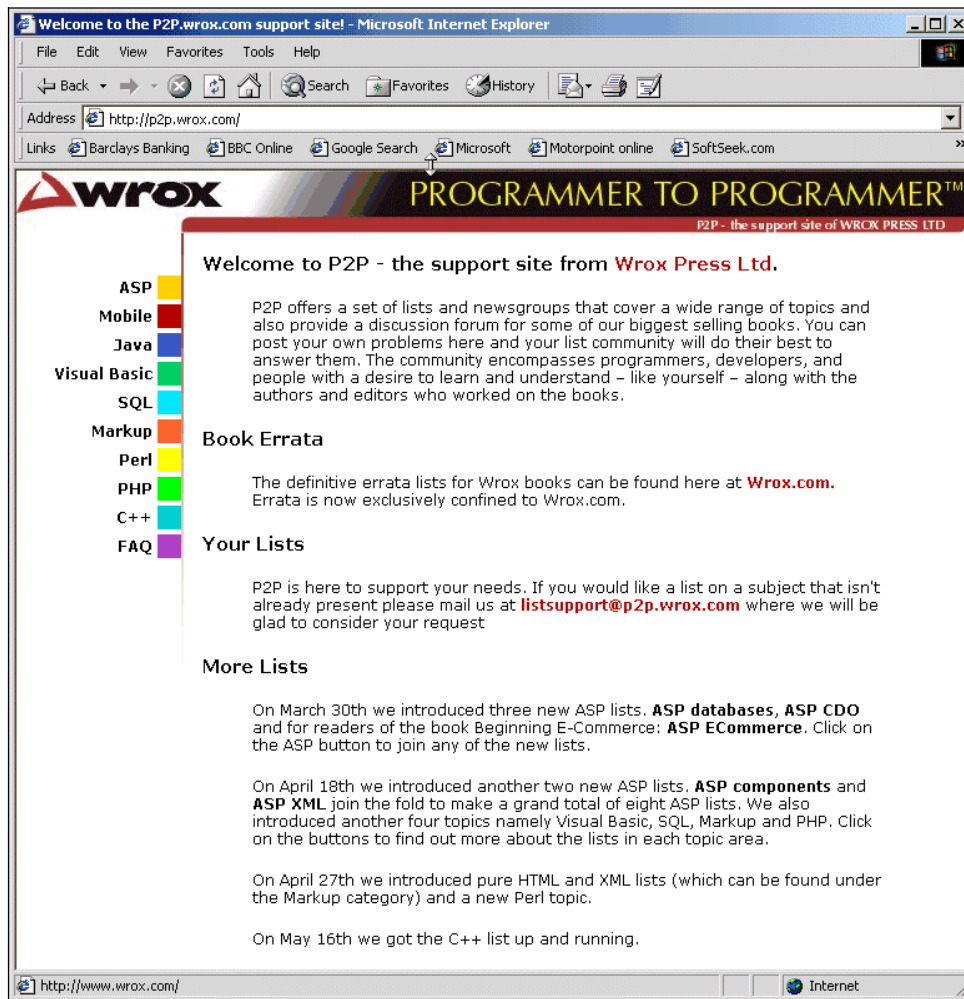 Welcome to the P2P.wrox.com support site! - Microsoft Internet Explorer
File Edit View Favorites Tools Help
Back Search Favorites History
Address http://p2p.wrox.com/
Links Barclays Banking BBC Online Google Search Microsoft Motorpoint online SoftSeek.com »
wrox PROGRAMMER TO PROGRAMMER™
P2P - the support site of WROX PRESS LTD
ASP
Mobile
Java
Visual Basic
SQL
Markup
Perl
PHP
C++
FAQ
Welcome to P2P - the support site from Wrox Press Ltd.
P2P offers a set of lists and newsgroups that cover a wide range of topics and
also provide a discussion forum for some of our biggest selling books. You can
post your own problems here and your list community will do their best to
answer them. The community encompasses programmers, developers, and
people with a desire to learn and understand – like yourself – along with the
authors and editors who worked on the books.
Book Errata
The definitive errata lists for Wrox books can be found here at Wrox.com.
Errata is now exclusively confined to Wrox.com.
Your Lists
P2P is here to support your needs. If you would like a list on a subject that isn't
already present please mail us at listsupport@p2p.wrox.com where we will be
glad to consider your request
More Lists
On March 30th we introduced three new ASP lists. ASP databases, ASP CDO
and for readers of the book Beginning E-Commerce: ASP ECommerce. Click on
the ASP button to join any of the new lists.
On April 18th we introduced another two new ASP lists. ASP components and
ASP XML join the fold to make a grand total of eight ASP lists. We also
introduced another four topics namely Visual Basic, SQL, Markup and PHP. Click
on the buttons to find out more about the lists in each topic area.
On April 27th we introduced pure HTML and XML lists (which can be found under
the Markup category) and a new Perl topic.
On May 16th we got the C++ list up and running.
http://www.wrox.com/ Internet